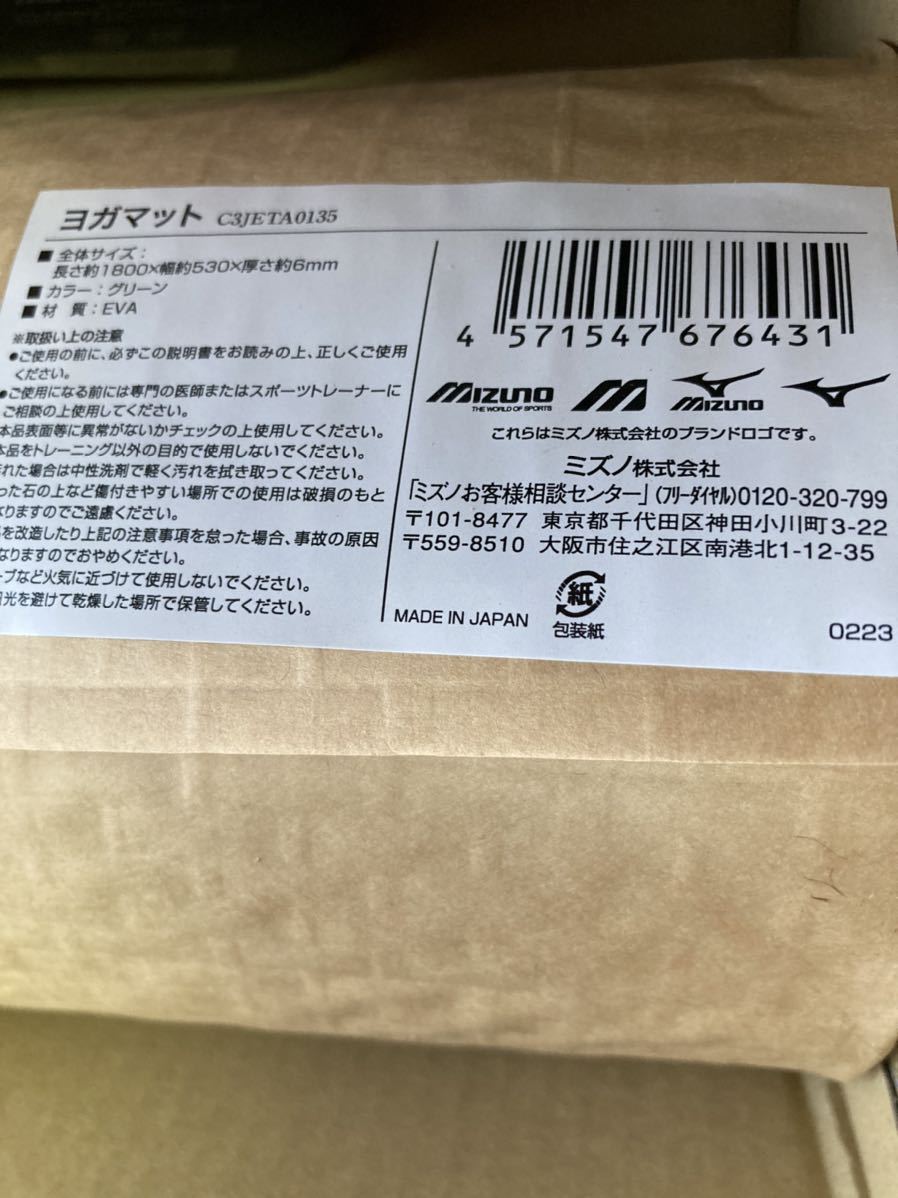 ヨガマット C3JETA0135
■ 全体サイズ：
長さ約1800×幅約530×厚さ約6mm
■ カラー：グリーン
■ 材 質：EVA
※取扱い上の注意
●ご使用の前に、必ずこの説明書をお読みの上、正しくご使用
ください。
●ご使用になる前には専門の医師またはスポーツトレーナーに
ご相談の上使用してください。
本品表面等に異常がないかチェックの上使用してください。
本品をトレーニング以外の目的で使用しないでください。
汚れた場合は中性洗剤で軽く汚れを拭き取ってください。
った石の上など傷付きやすい場所での使用は破損のもと
なりますのでご遠慮ください。
を改造したり上記の注意事項を怠った場合、事故の原因
なりますのでおやめください。
ーブなど火気に近づけて使用しないでください。
日光を避けて乾燥した場所で保管してください。
4 571547 676431
MIZUNO
THE WORLD OF SPORTS
MIZUNO
これらはミズノ株式会社のブランドロゴです。
ミズノ株式会社
「ミズノお客様相談センター」(フリーダイヤル)0120-320-799
〒101-8477 東京都千代田区神田小川町3-22
〒559-8510 大阪市住之江区南港北1-12-35
MADE IN JAPAN
紙
包装紙
0223